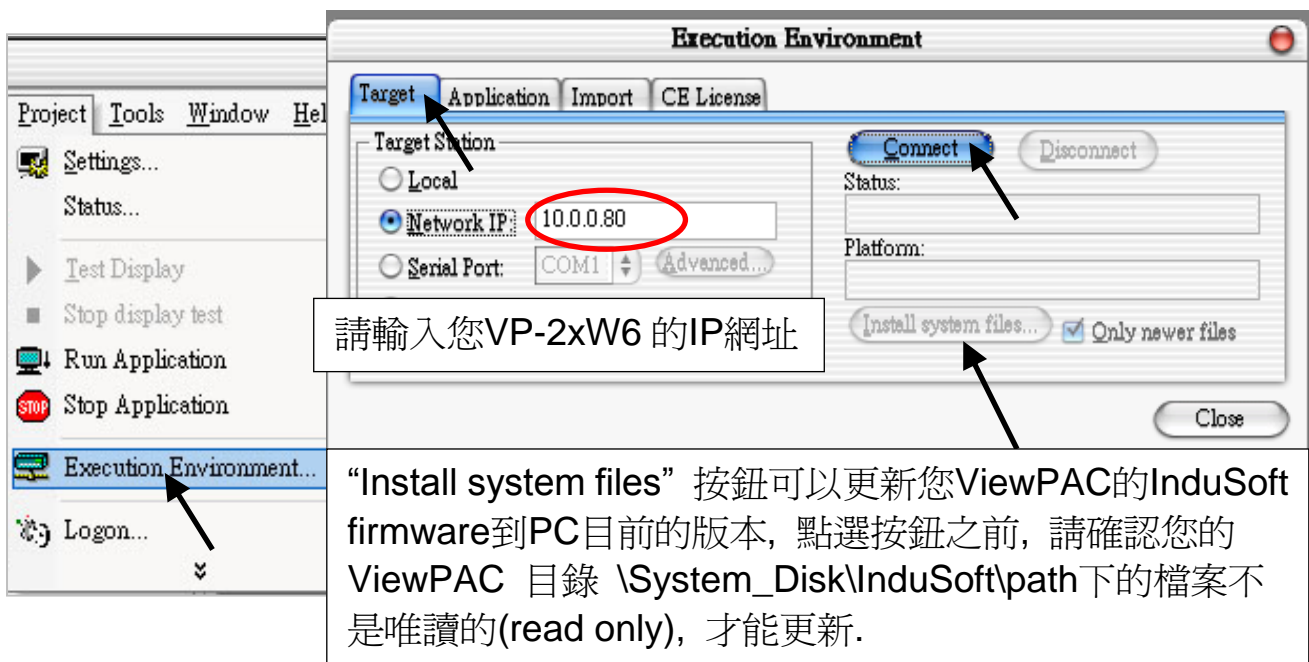 Project Tools Window Hel
Settings...
Status...
Test Display
Stop display test
Run Application
Stop Application
Execution Environment...
Logon...
Execution Environment
Target Application Import CE License
Target Station
Local
Network IP: 10.0.0.80
Serial Port: COM1 Advanced...
Connect Disconnect
Status:
Platform:
Install system files... Only newer files
Close
請輸入您VP-2xW6 的IP網址
“Install system files” 按鈕可以更新您ViewPAC的InduSoft
firmware到PC目前的版本, 點選按鈕之前, 請確認您的
ViewPAC 目錄 \System_Disk\InduSoft\path下的檔案不
是唯讀的(read only), 才能更新.